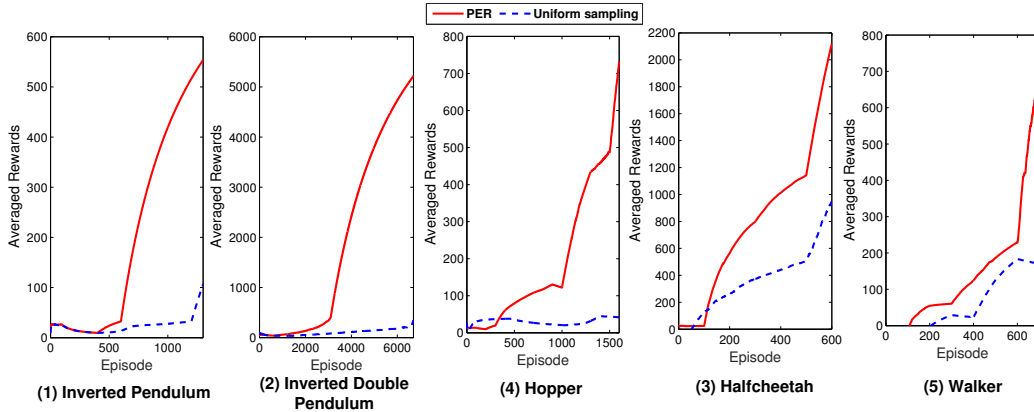 PER Uniform sampling
Averaged Rewards
600
500
400
300
200
100
0
0 500 1000
Episode
(1) Inverted Pendulum
Averaged Rewards
6000
5000
4000
3000
2000
1000
0
0 2000 4000 6000
Episode
(2) Inverted Double
Pendulum
Averaged Rewards
800
700
600
500
400
300
200
100
0
0 500 1000 1500
Episode
(4) Hopper
Averaged Rewards
2200
2000
1800
1600
1400
1200
1000
800
600
400
200
0
0 200 400 600
Episode
(3) Halfcheetah
Averaged Rewards
800
700
600
500
400
300
200
100
0
0 200 400 600
Episode
(5) Walker